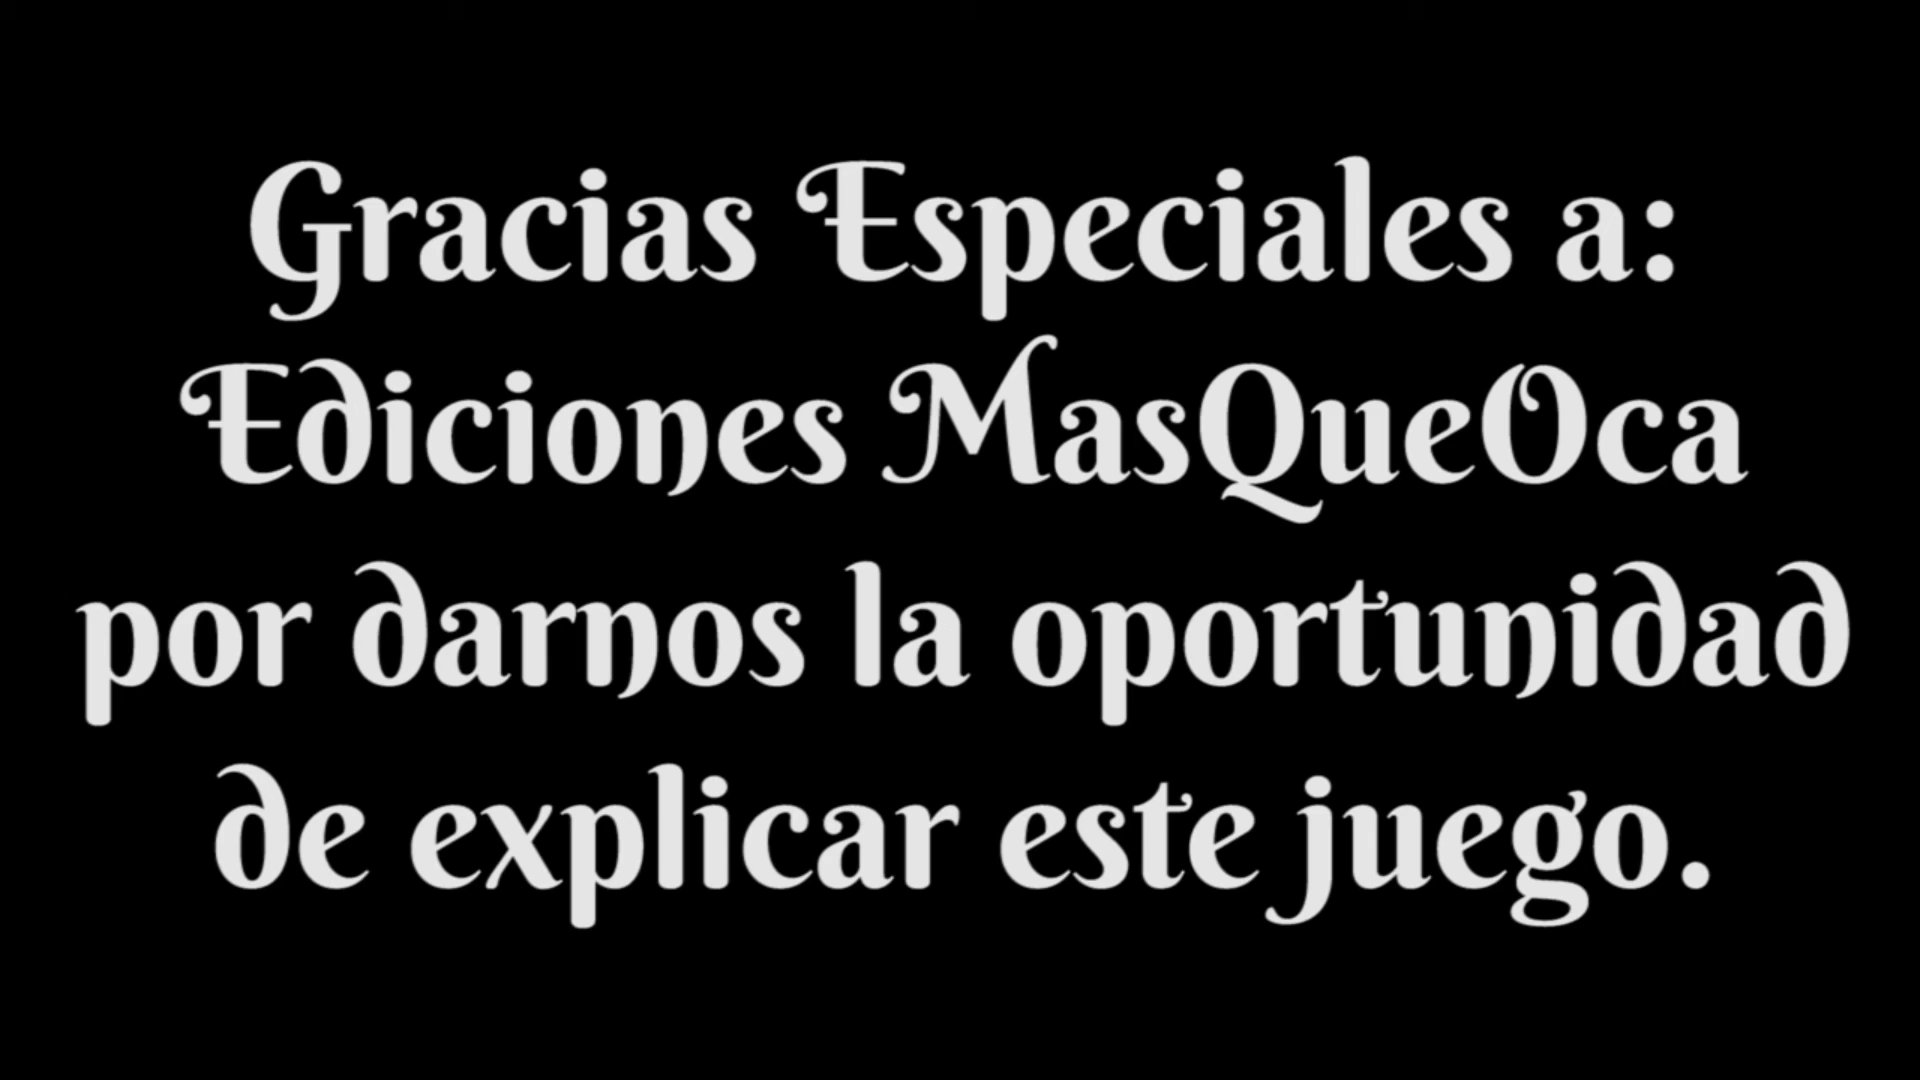 Gracias Especiales a:
Ediciones MasQueOca
por darnos la oportunidad
de explicar este juego.